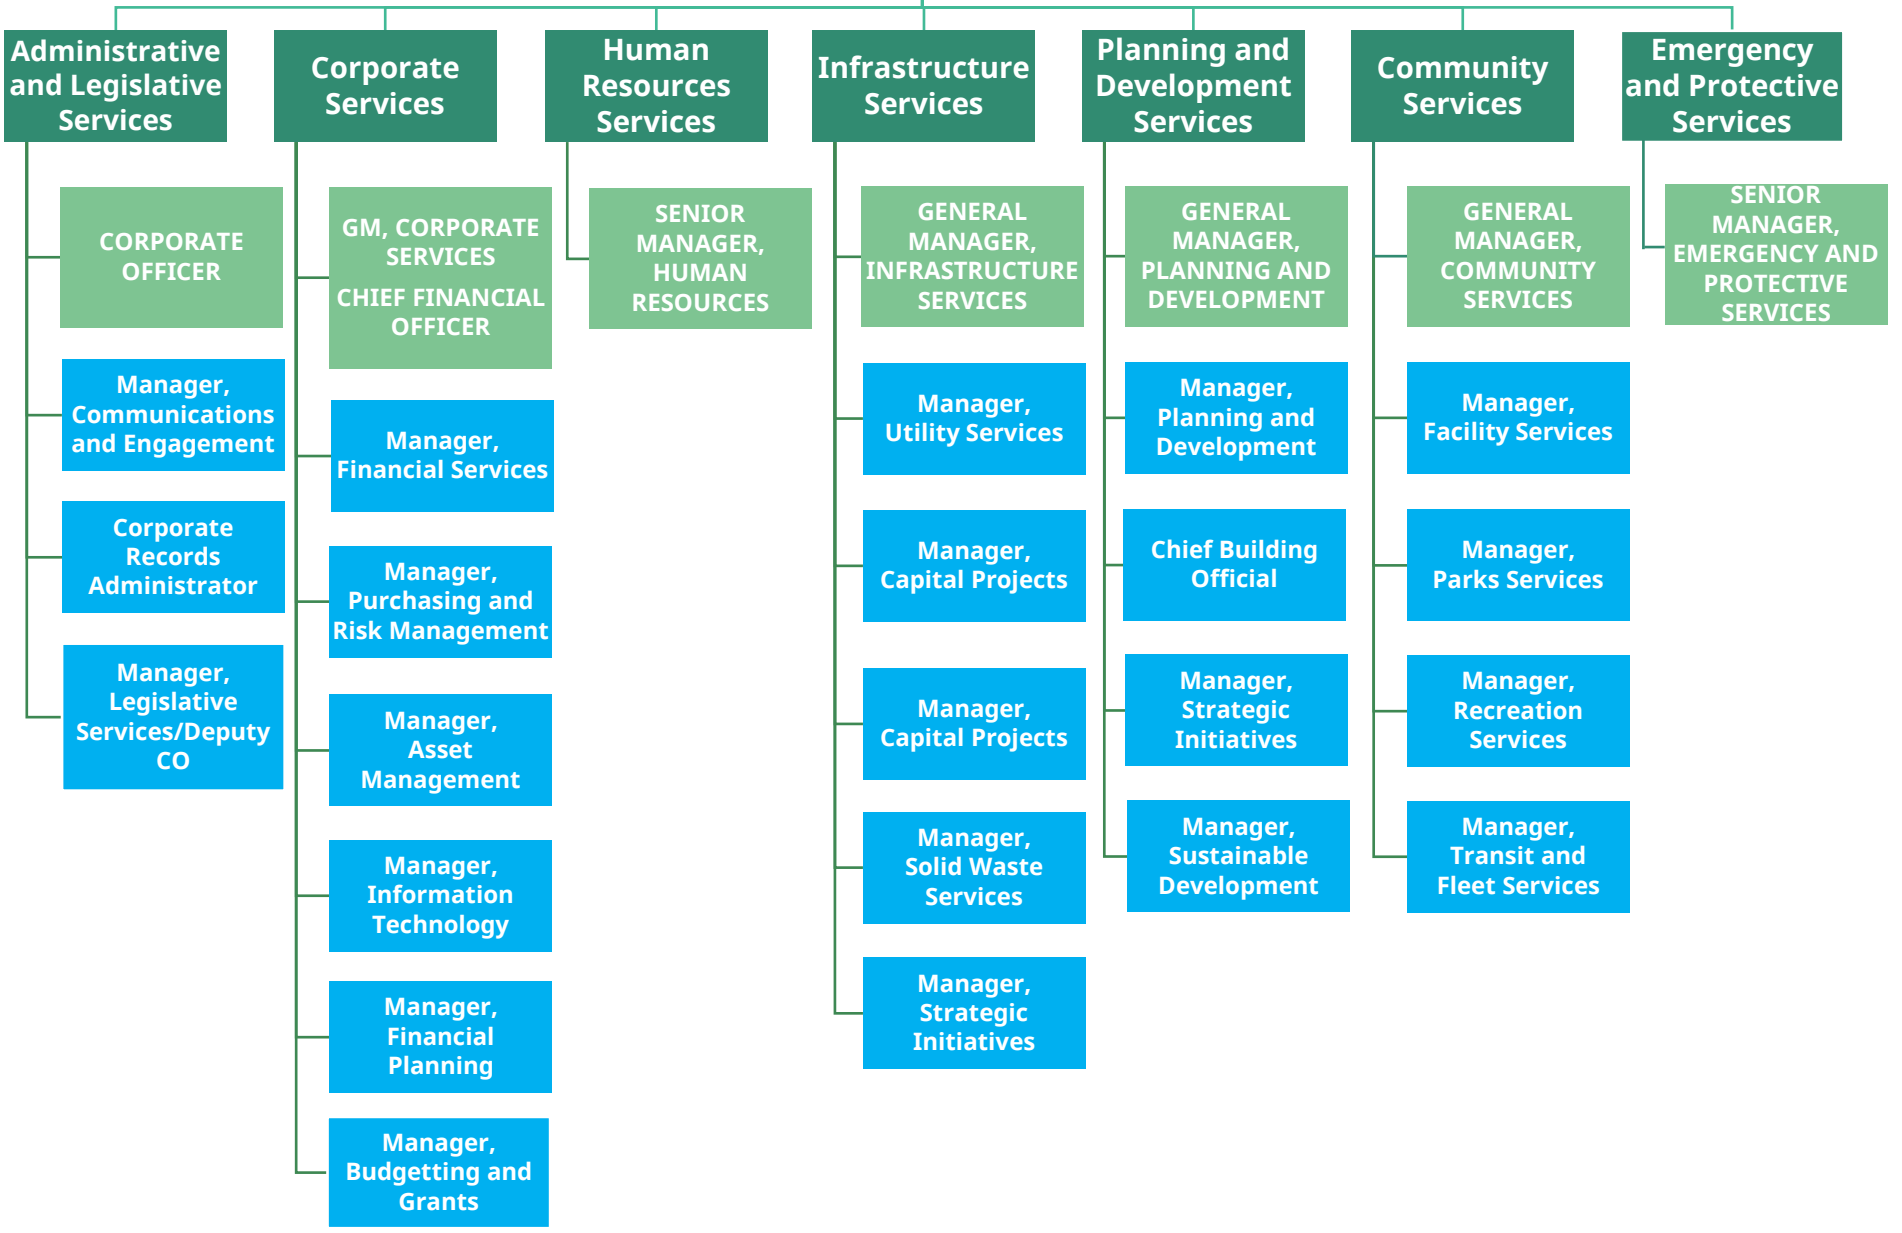 Administrative
and Legislative
Services
CORPORATE
OFFICER
Manager,
Communications
and Engagement
Corporate
Records
Administrator
Manager,
Legislative
Services/Deputy
CO
Corporate
Services
GM, CORPORATE
SERVICES
CHIEF FINANCIAL
OFFICER
Manager,
Financial Services
Manager,
Purchasing and
Risk Management
Manager,
Asset
Management
Manager,
Information
Technology
Manager,
Financial
Planning
Manager,
Budgetting and
Grants
Human
Resources
Services
SENIOR
MANAGER,
HUMAN
RESOURCES
Infrastructure
Services
GENERAL
MANAGER,
INFRASTRUCTURE
SERVICES
Manager,
Utility Services
Manager,
Capital Projects
Manager,
Capital Projects
Manager,
Solid Waste
Services
Manager,
Strategic
Initiatives
Planning and
Development
Services
GENERAL
MANAGER,
PLANNING AND
DEVELOPMENT
Manager,
Planning and
Development
Chief Building
Official
Manager,
Strategic
Initiatives
Manager,
Sustainable
Development
Community
Services
GENERAL
MANAGER,
COMMUNITY
SERVICES
Manager,
Facility Services
Manager,
Parks Services
Manager,
Recreation
Services
Manager,
Transit and
Fleet Services
Emergency
and Protective
Services
SENIOR
MANAGER,
EMERGENCY AND
PROTECTIVE
SERVICES